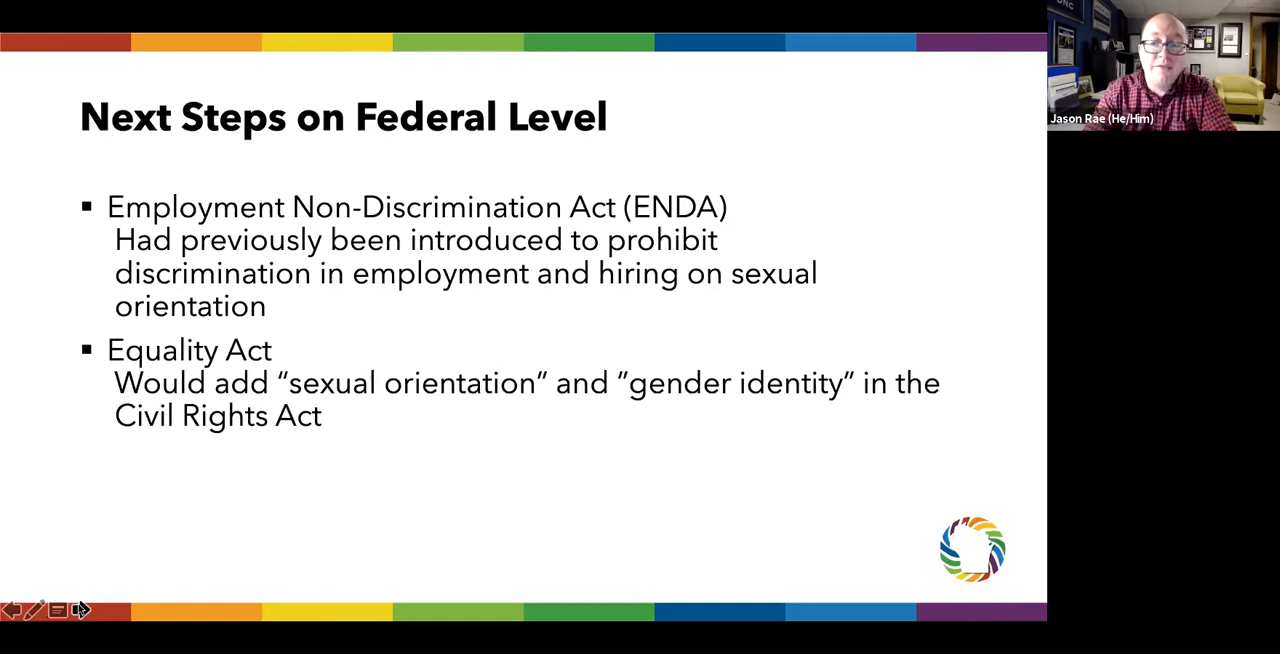 Next Steps on Federal Level
Employment Non-Discrimination Act (ENDA)
Had previously been introduced to prohibit
discrimination in employment and hiring on sexual
orientation
Equality Act
Would add “sexual orientation” and ”gender identity” in the
Civil Rights Act
DNC
Jason Rae (He/Him)